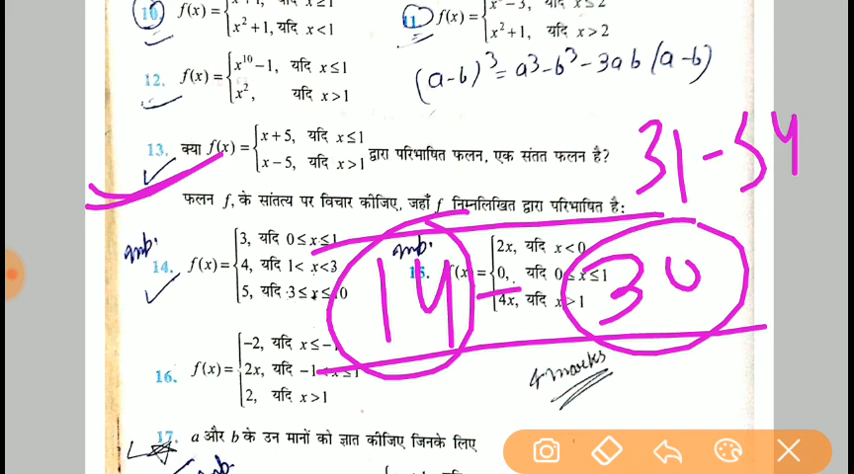 10. f(x) = { x+1, यदि x≥1
x²+1, यदि x<1
11. f(x) = { x³-3, यदि x≤2
x²+1, यदि x>2
12. f(x) = { x¹⁰-1, यदि x≤1
x², यदि x>1
(a-b)³=a³-b³-3ab(a-b)
13. क्या f(x) = { x+5, यदि x≤1
x-5, यदि x>1
द्वारा परिभाषित फलन, एक संतत फलन है?
31-34
फलन f, के सांतत्य पर विचार कीजिए, जहाँ f निम्नलिखित द्वारा परिभाषित है:
14. f(x) = { 3, यदि 0≤x≤1
4, यदि 1<x<3
5, यदि 3≤x≤10
15. f(x) = { 2x, यदि x<0
0, यदि 0≤x≤1
4x, यदि x>1
14 - 30
16. f(x) = { -2, यदि x≤-1
2x, यदि -1<x≤1
2, यदि x>1
4 marks
17. a और b के उन मानों को ज्ञात कीजिए जिनके लिए